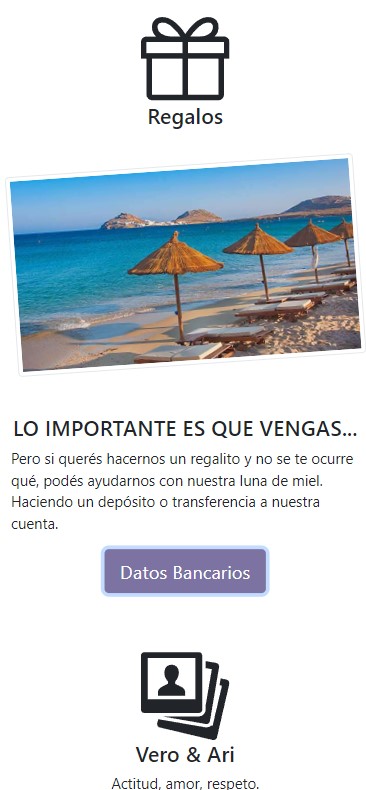 Regalos
LO IMPORTANTE ES QUE VENGAS...
Pero si querés hacernos un regalito y no se te ocurre
qué, podés ayudarnos con nuestra luna de miel.
Haciendo un depósito o transferencia a nuestra
cuenta.
Datos Bancarios
Vero & Ari
Actitud, amor, respeto.